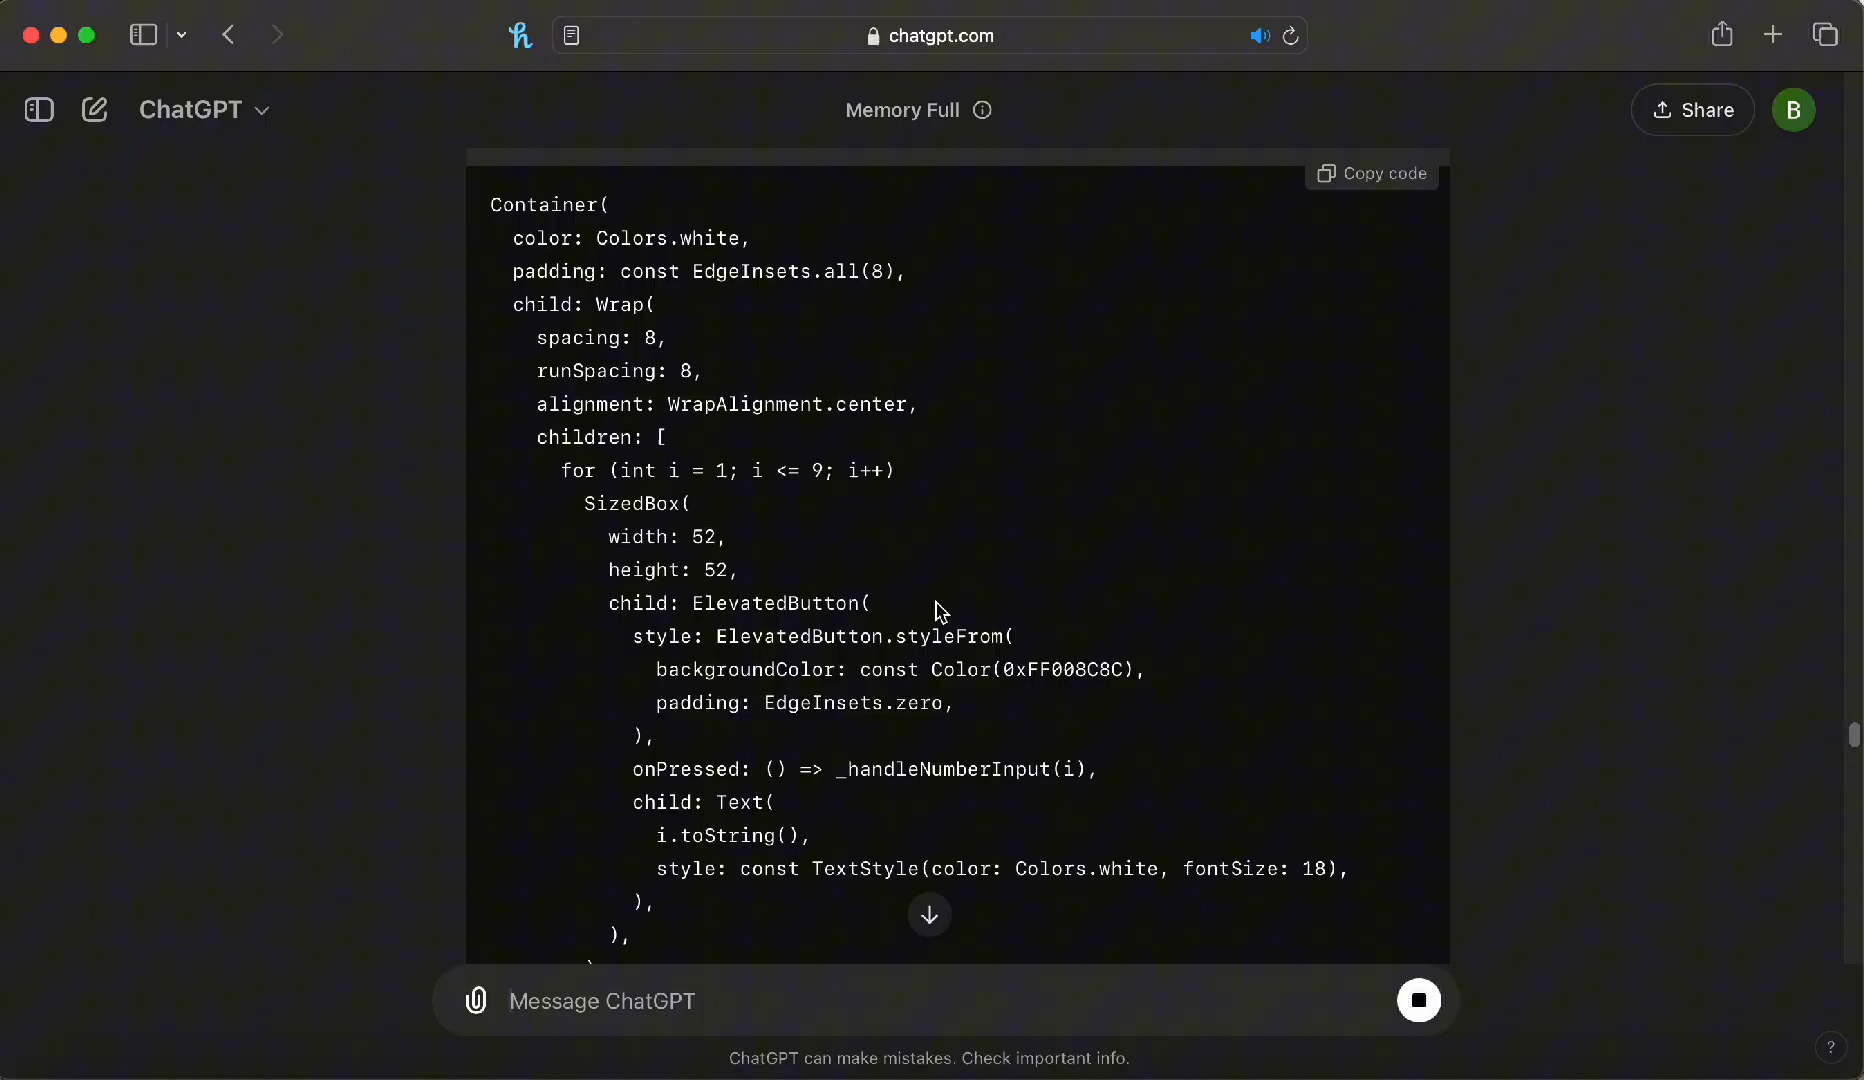 chatgpt.com
ChatGPT
Memory Full
Share
B
Copy code
Container(
color: Colors.white,
padding: const EdgeInsets.all(8),
child: Wrap(
spacing: 8,
runSpacing: 8,
alignment: WrapAlignment.center,
children: [
for (int i = 1; i <= 9; i++)
SizedBox(
width: 52,
height: 52,
child: ElevatedButton(
style: ElevatedButton.styleFrom(
backgroundColor: const Color(0xFF008C8C),
padding: EdgeInsets.zero,
),
onPressed: () => _handleNumberInput(i),
child: Text(
i.toString(),
style: const TextStyle(color: Colors.white, fontSize: 18),
),
),
Message ChatGPT
ChatGPT can make mistakes. Check important info.
?